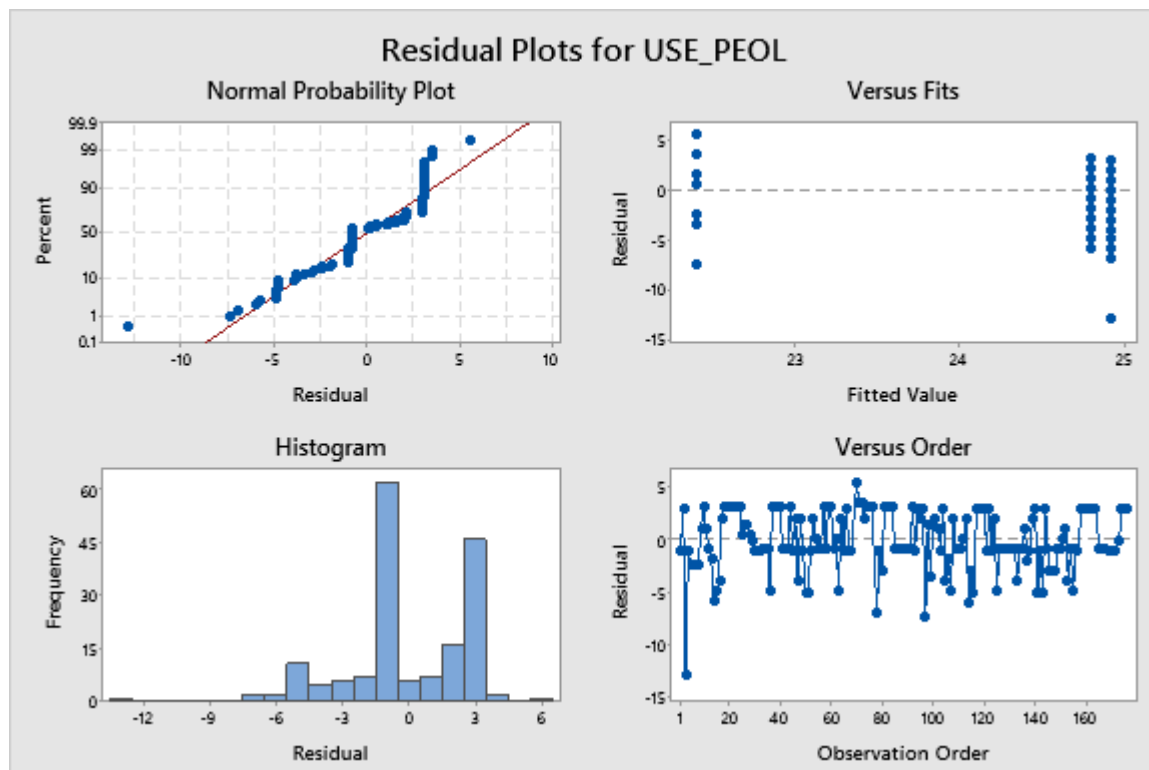 Residual Plots for USE_PEOL
Normal Probability Plot
99.9
99
90
50
10
1
0.1
Percent
-10 -5 0 5 10
Residual
Versus Fits
5
0
-5
-10
-15
Residual
23 24 25
Fitted Value
Histogram
60
45
30
15
0
Frequency
-12 -9 -6 -3 0 3 6
Residual
Versus Order
5
0
-5
-10
-15
Residual
1 20 40 60 80 100 120 140 160
Observation Order